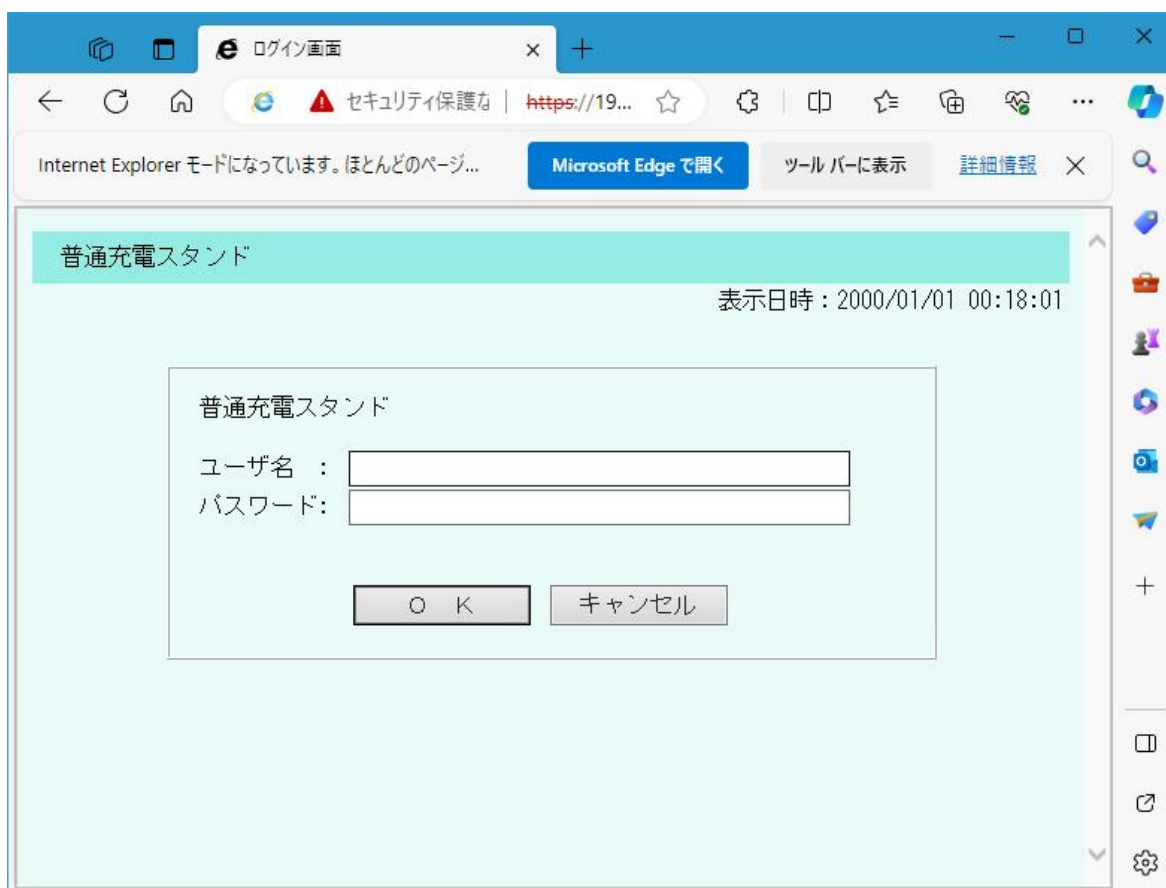 ログイン画面
セキュリティ保護な | https://19...
Internet Explorer モードになっています。ほとんどのページ... Microsoft Edge で開く ツール バーに表示 詳細情報
普通充電スタンド
表示日時：2000/01/01 00:18:01
普通充電スタンド
ユーザ名 ：
パスワード：
ＯＫ キャンセル